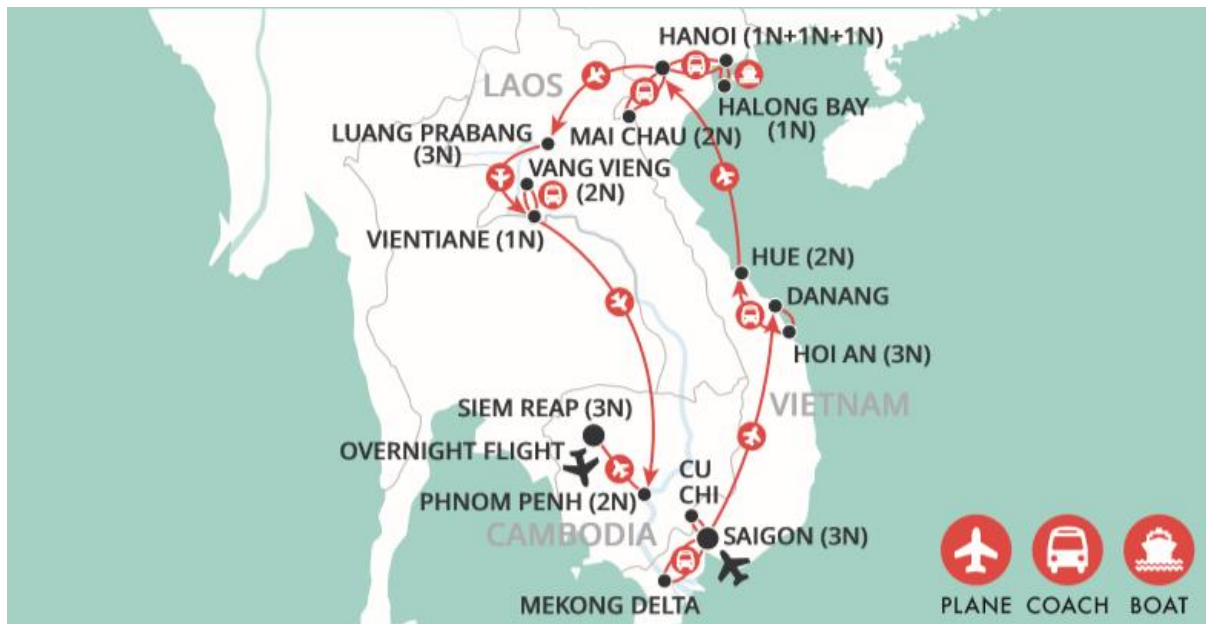 HANOI (1N+1N+1N)
LAOS
HALONG BAY
(1N)
LUANG PRABANG
(3N)
MAI CHAU (2N)
VANG VIENG
(2N)
VIENTIANE (1N)
HUE (2N)
DANANG
HOI AN (3N)
VIETNAM
SIEM REAP (3N)
OVERNIGHT FLIGHT
CU
CHI
PHNOM PENH (2N)
CAMBODIA
SAIGON (3N)
MEKONG DELTA
PLANE COACH BOAT